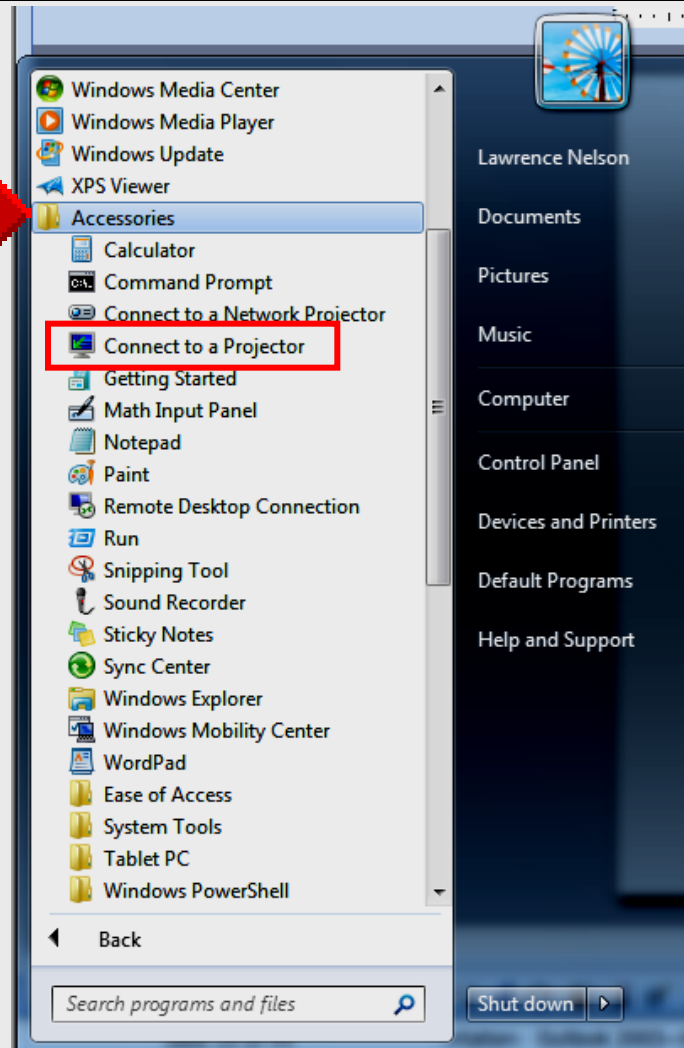 Windows Media Center
Windows Media Player
Windows Update
XPS Viewer
Accessories
Calculator
Command Prompt
Connect to a Network Projector
Connect to a Projector
Getting Started
Math Input Panel
Notepad
Paint
Remote Desktop Connection
Run
Snipping Tool
Sound Recorder
Sticky Notes
Sync Center
Windows Explorer
Windows Mobility Center
WordPad
Ease of Access
System Tools
Tablet PC
Windows PowerShell
Back
Search programs and files
Lawrence Nelson
Documents
Pictures
Music
Computer
Control Panel
Devices and Printers
Default Programs
Help and Support
Shut down